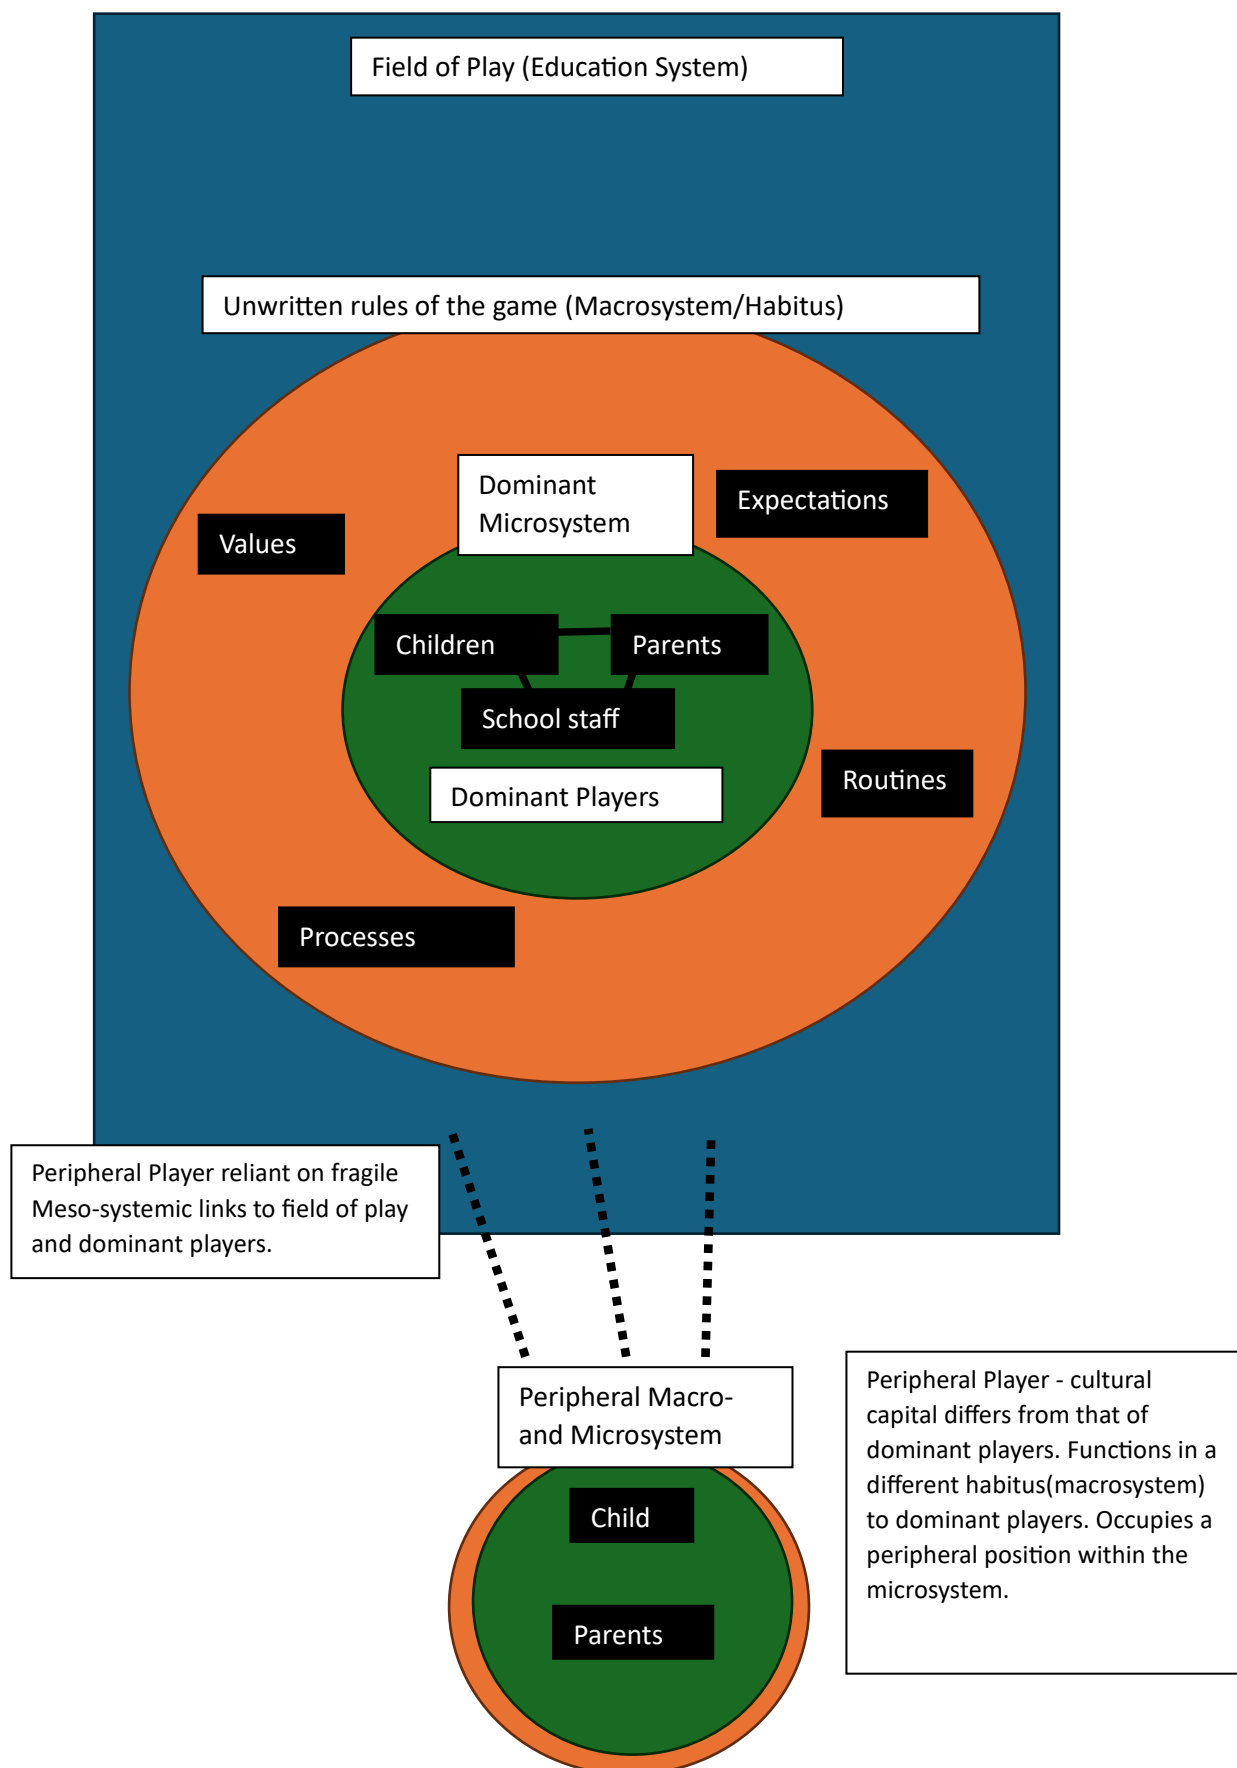 Field of Play (Education System)
Unwritten rules of the game (Macrosystem/Habitus)
Dominant
Microsystem
Expectations
Values
Children
Parents
School staff
Routines
Dominant Players
Processes
Peripheral Player reliant on fragile
Meso-systemic links to field of play
and dominant players.
Peripheral Macro-
and Microsystem
Peripheral Player - cultural
capital differs from that of
dominant players. Functions in a
different habitus(macrosystem)
to dominant players. Occupies a
peripheral position within the
microsystem.
Child
Parents